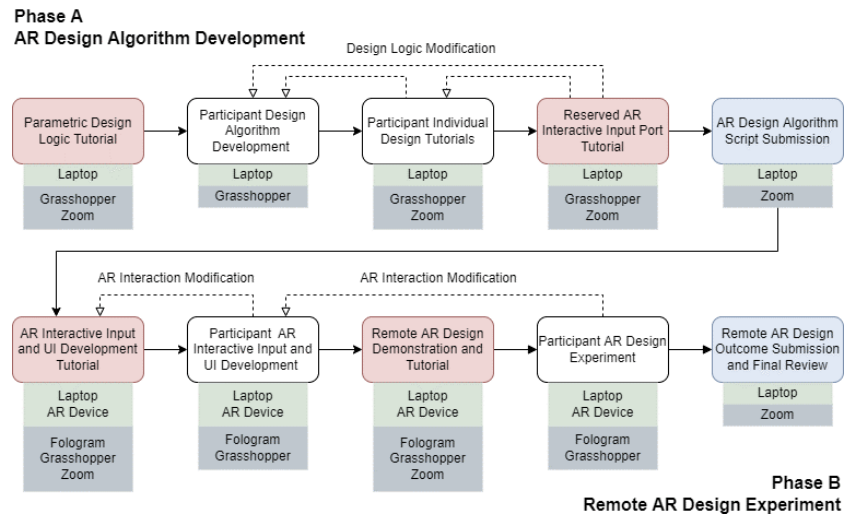 Phase A
AR Design Algorithm Development
Design Logic Modification
Parametric Design
Logic Tutorial
Laptop
Grasshopper
Zoom
Participant Design
Algorithm
Development
Laptop
Grasshopper
Participant Individual
Design Tutorials
Laptop
Grasshopper
Zoom
Reserved AR
Interactive Input Port
Tutorial
Laptop
Grasshopper
Zoom
AR Design Algorithm
Script Submission
Laptop
Zoom
AR Interaction Modification
AR Interaction Modification
AR Interactive Input
and UI Development
Tutorial
Laptop
AR Device
Fologram
Grasshopper
Zoom
Participant AR
Interactive Input and
UI Development
Laptop
AR Device
Fologram
Grasshopper
Remote AR Design
Demonstration and
Tutorial
Laptop
AR Device
Fologram
Grasshopper
Zoom
Participant AR Design
Experiment
Laptop
AR Device
Fologram
Grasshopper
Remote AR Design
Outcome Submission
and Final Review
Laptop
Zoom
Phase B
Remote AR Design Experiment